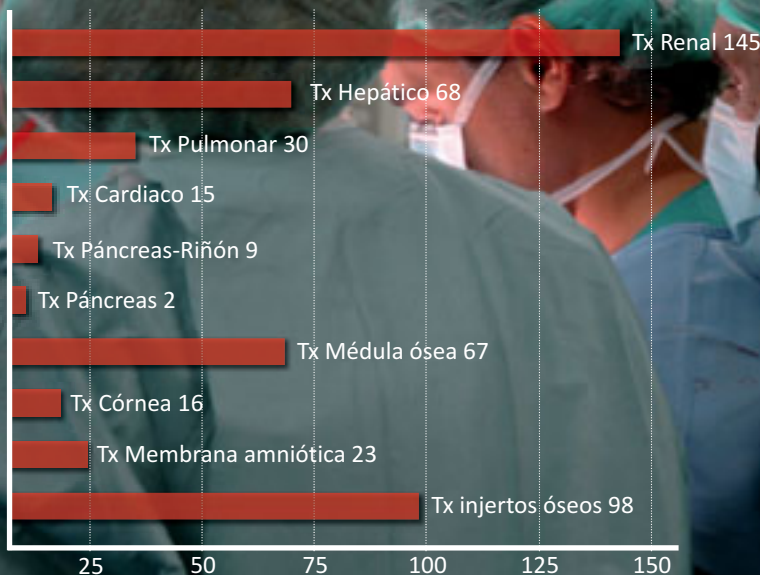 Tx Renal 145
Tx Hepático 68
Tx Pulmonar 30
Tx Cardiaco 15
Tx Páncreas-Riñón 9
Tx Páncreas 2
Tx Médula ósea 67
Tx Córnea 16
Tx Membrana amniótica 23
Tx injertos óseos 98
25 50 75 100 125 150